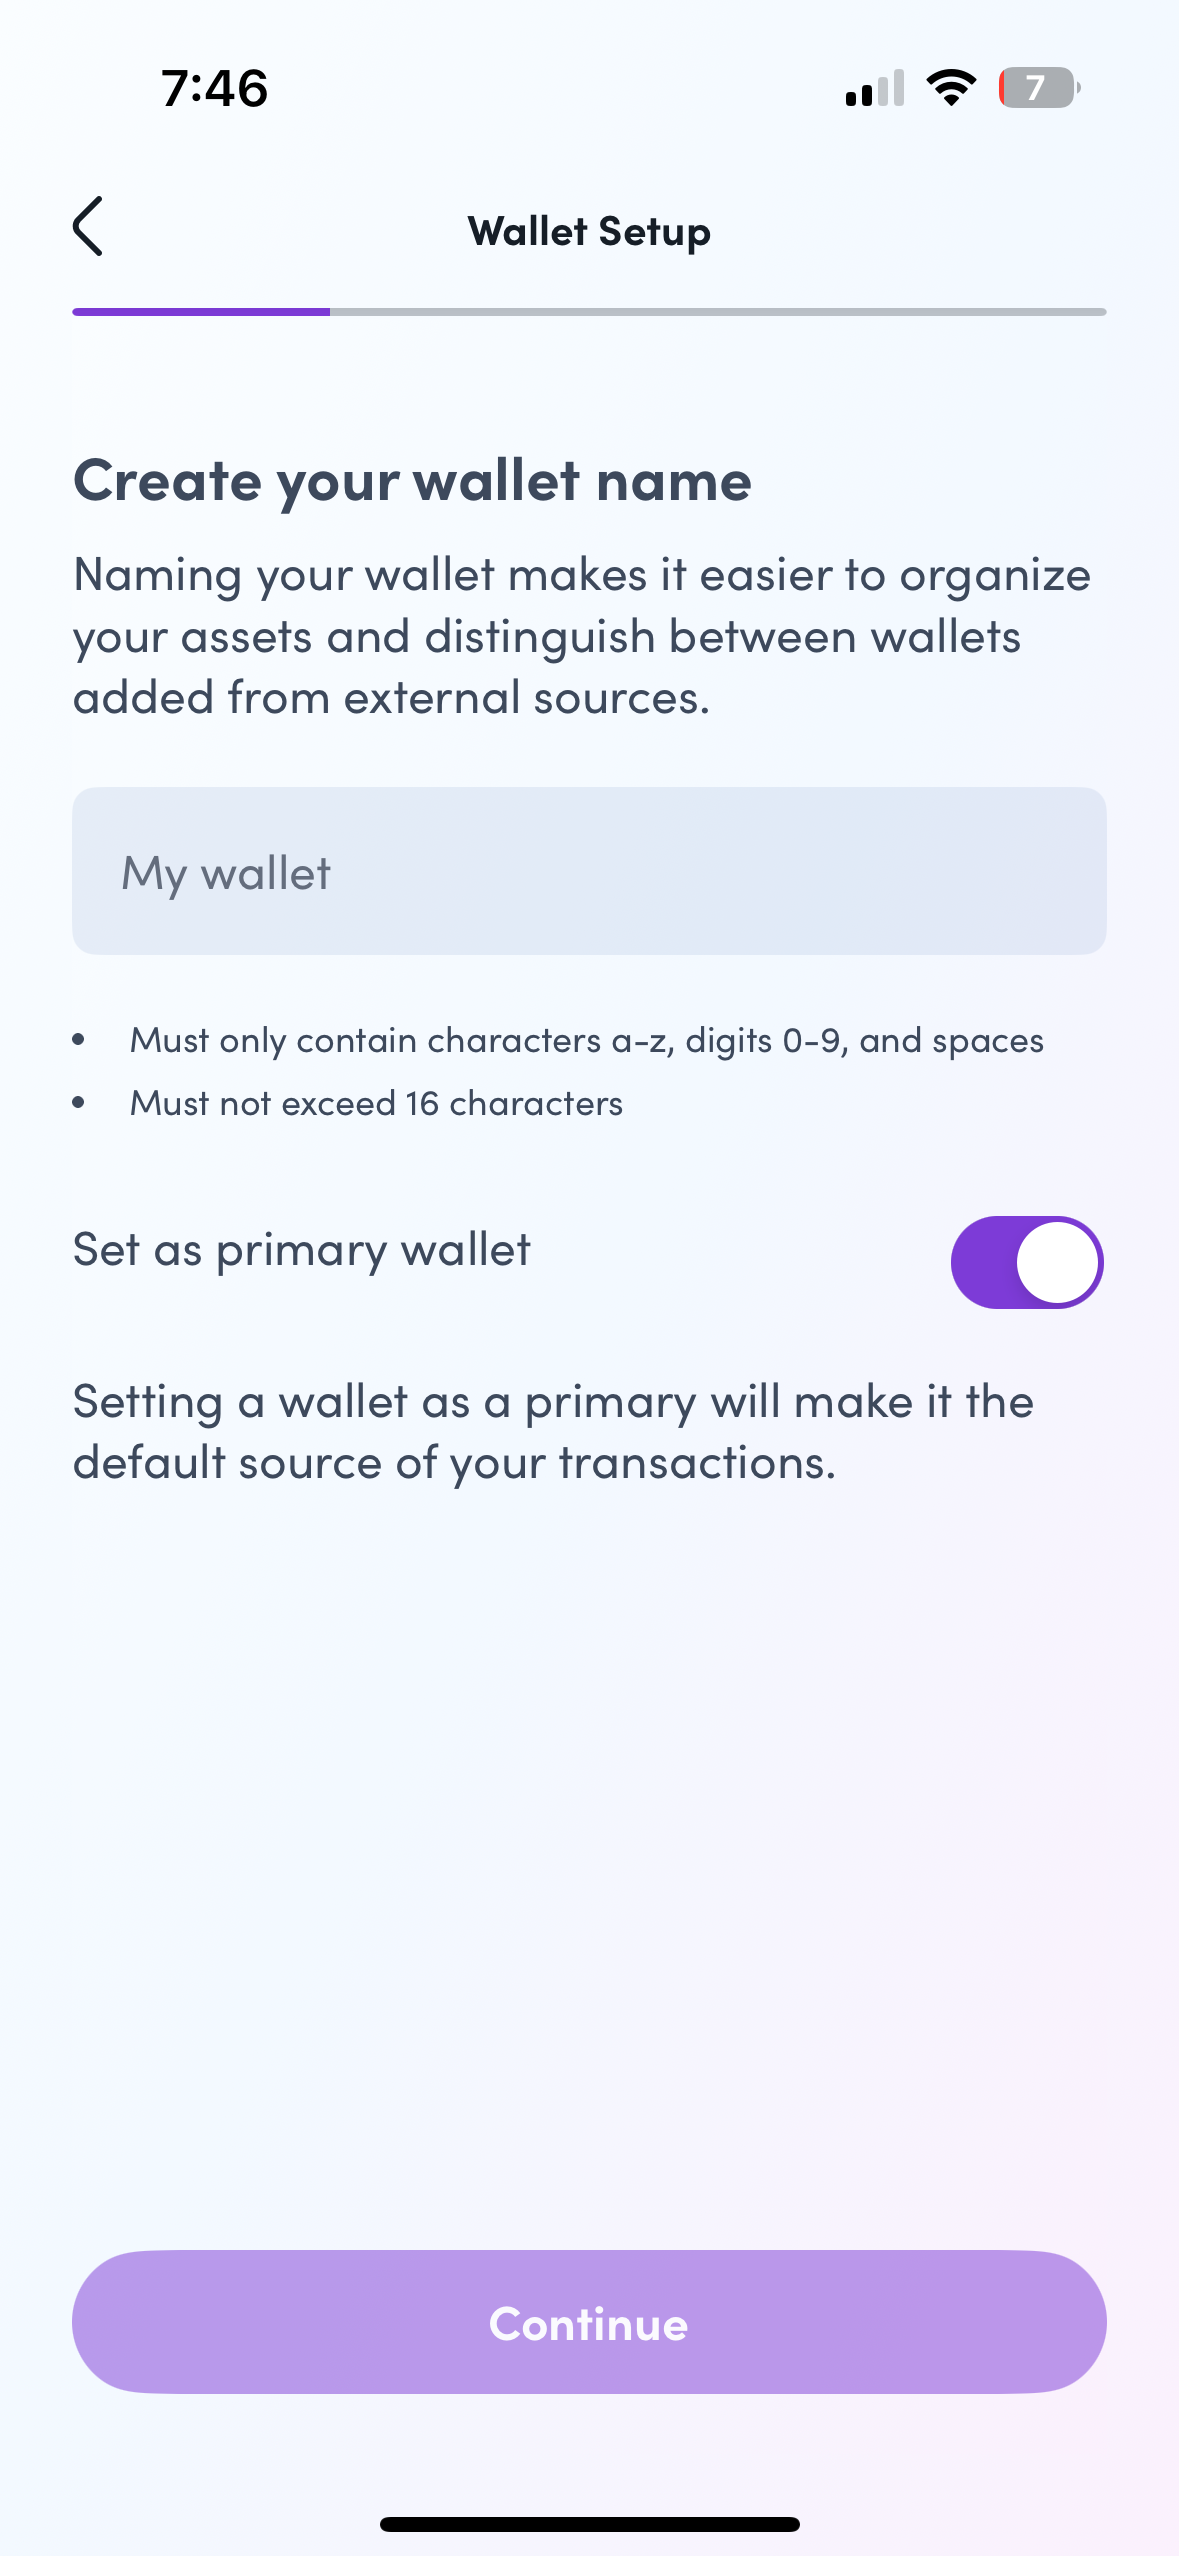 7:46
7
Wallet Setup
Create your wallet name
Naming your wallet makes it easier to organize
your assets and distinguish between wallets
added from external sources.
My wallet
• Must only contain characters a-z, digits 0-9, and spaces
• Must not exceed 16 characters
Set as primary wallet
Setting a wallet as a primary will make it the
default source of your transactions.
Continue